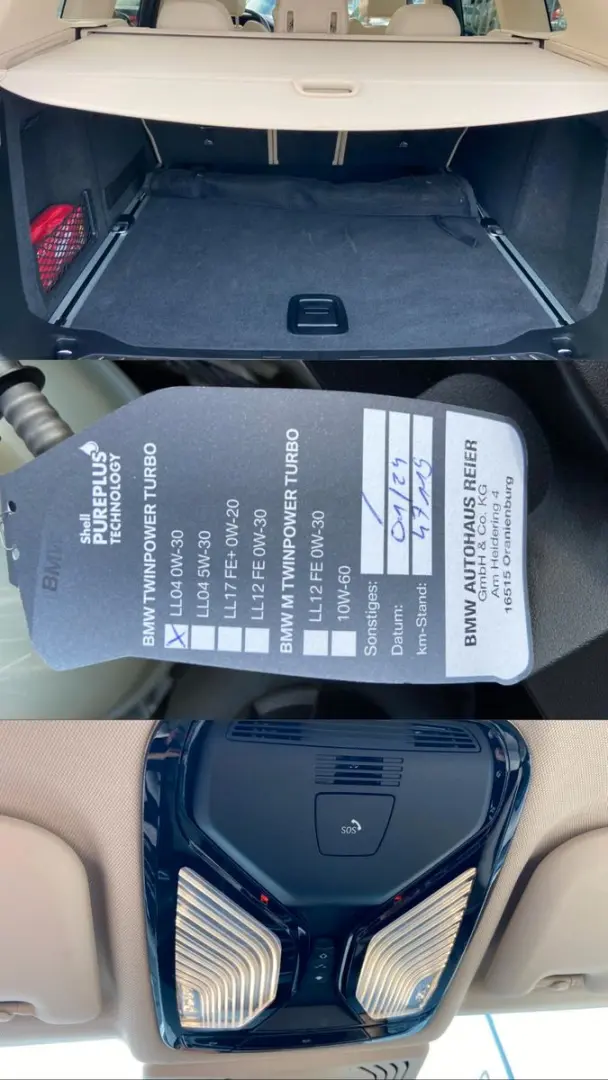 Shell
PUREPLUS
TECHNOLOGY
BMW
BMW TWINPOWER TURBO
LL04 0W-30
LL04 5W-30
LL17 FE+ 0W-20
LL12 FE 0W-30
BMW M TWINPOWER TURBO
LL12 FE 0W-30
10W-60
Sonstiges: /
Datum: 01/24
km-Stand: 47115
BMW AUTOHAUS REIER
GmbH & Co. KG
Am Heidering 4
16515 Oranienburg
SOS